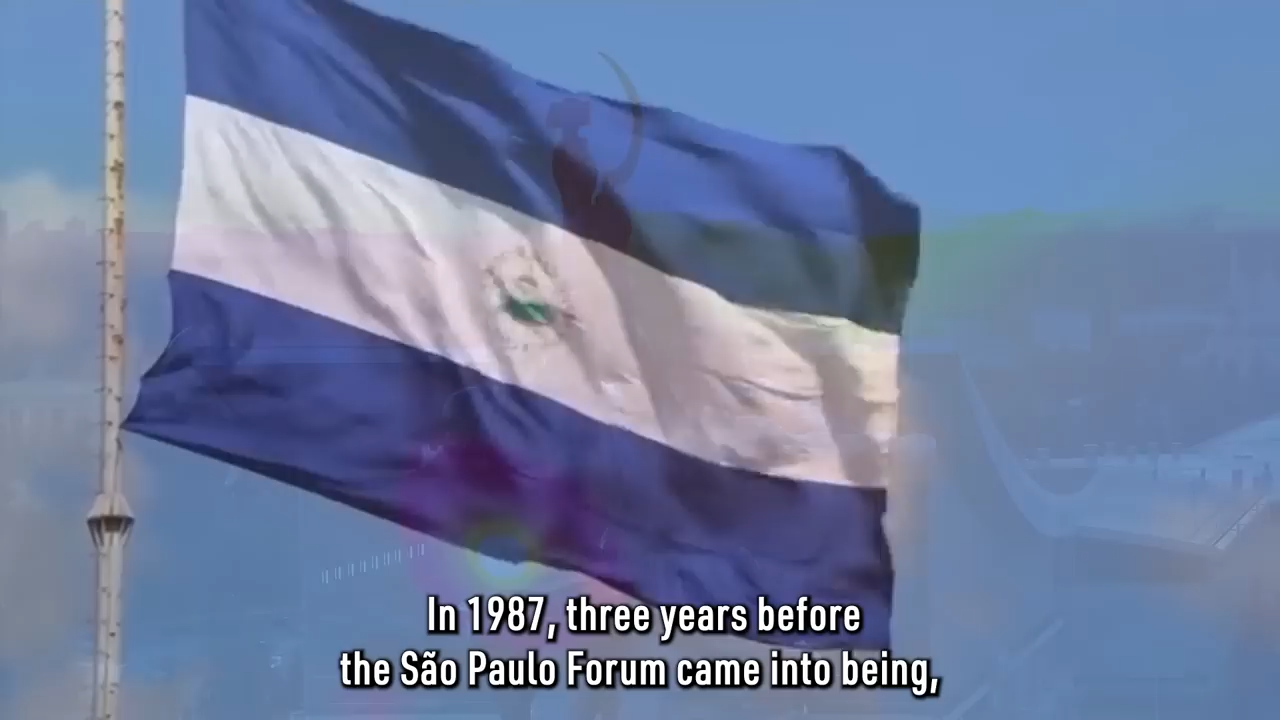 In 1987, three years before
the São Paulo Forum came into being,